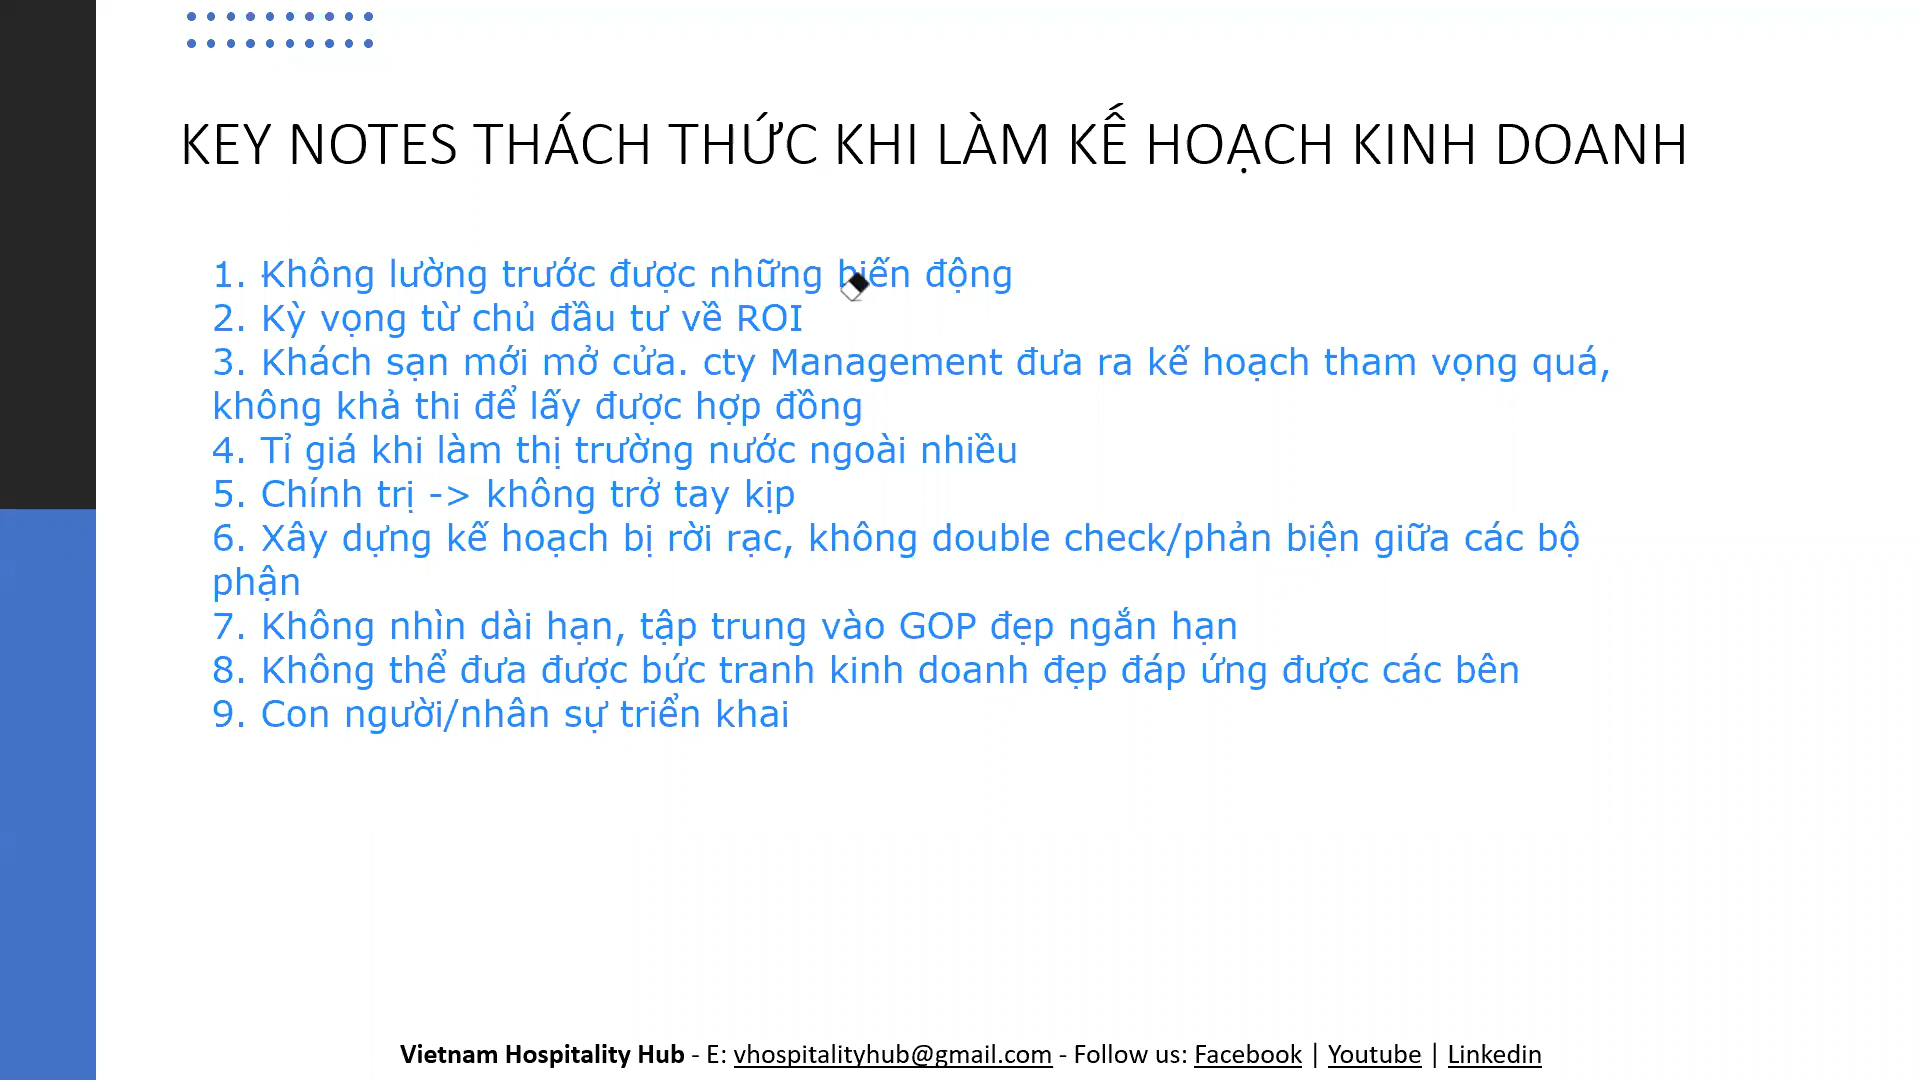 KEY NOTES THÁCH THỨC KHI LÀM KẾ HOẠCH KINH DOANH
1. Không lường trước được những biến động
2. Kỳ vọng từ chủ đầu tư về ROI
3. Khách sạn mới mở cửa. cty Management đưa ra kế hoạch tham vọng quá,
không khả thi để lấy được hợp đồng
4. Tỉ giá khi làm thị trường nước ngoài nhiều
5. Chính trị -> không trở tay kịp
6. Xây dựng kế hoạch bị rời rạc, không double check/phản biện giữa các bộ
phận
7. Không nhìn dài hạn, tập trung vào GOP đẹp ngắn hạn
8. Không thể đưa được bức tranh kinh doanh đẹp đáp ứng được các bên
9. Con người/nhân sự triển khai
Vietnam Hospitality Hub - E: vhospitalityhub@gmail.com - Follow us: Facebook | Youtube | Linkedin